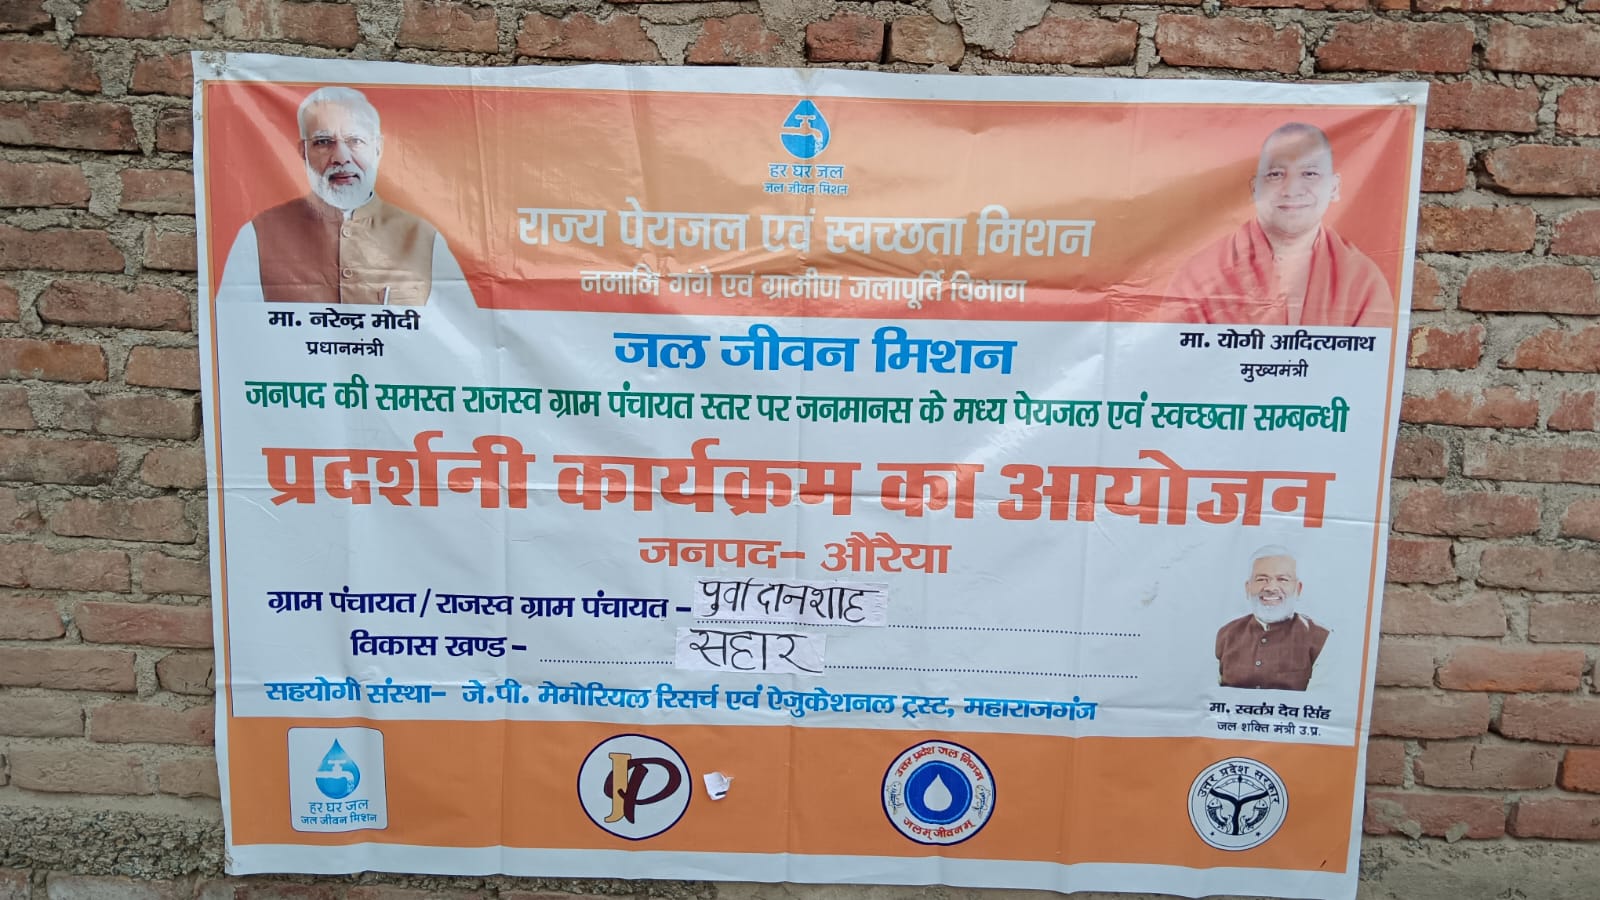 हर घर जल
जल जीवन मिशन
राज्य पेयजल एवं स्वच्छता मिशन
नमामि गंगे एवं ग्रामीण जलापूर्ति विभाग
मा. नरेन्द्र मोदी
प्रधानमंत्री
मा. योगी आदित्यनाथ
मुख्यमंत्री
जल जीवन मिशन
जनपद की समस्त राजस्व ग्राम पंचायत स्तर पर जनमानस के मध्य पेयजल एवं स्वच्छता सम्बन्धी
प्रदर्शनी कार्यक्रम का आयोजन
जनपद- औरैया
ग्राम पंचायत / राजस्व ग्राम पंचायत - पुर्वा दानशाह
विकास खण्ड - सहार
सहयोगी संस्था- जे.पी. मेमोरियल रिसर्च एवं ऐजुकेशनल ट्रस्ट, महाराजगंज
मा. स्वतंत्र देव सिंह
जल शक्ति मंत्री उ.प्र.
हर घर जल
जल जीवन मिशन
JP
उत्तर प्रदेश जल निगम
जलम् जीवनम्
उत्तर प्रदेश सरकार